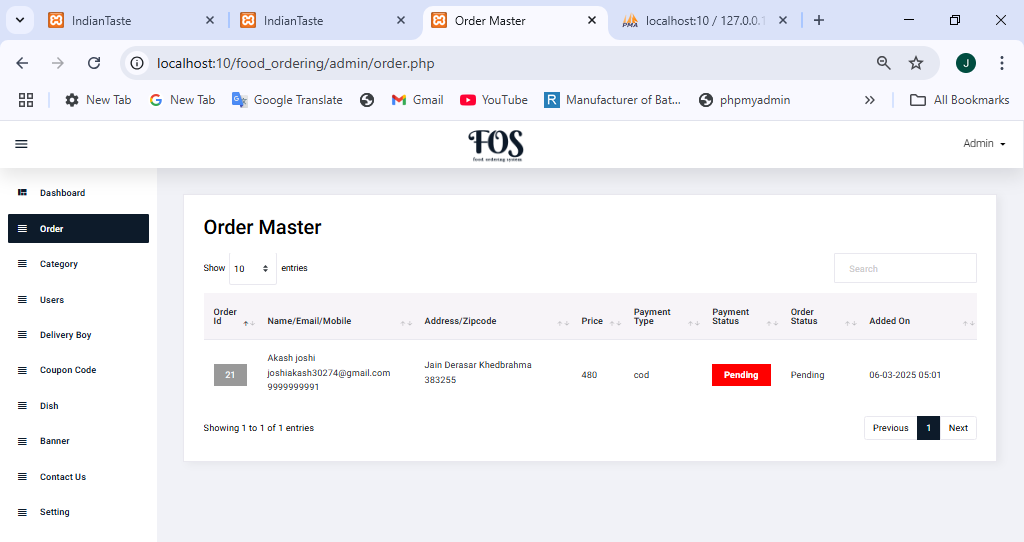 IndianTaste
IndianTaste
Order Master
localhost:10 / 127.0.0.1
localhost:10/food_ordering/admin/order.php
J
New Tab
New Tab
Google Translate
Gmail
YouTube
Manufacturer of Bat...
phpmyadmin
All Bookmarks
FOS
food ordering system
Admin
Dashboard
Order
Category
Users
Delivery Boy
Coupon Code
Dish
Banner
Contact Us
Setting
Order Master
Show 10 entries
Search
Order Id
Name/Email/Mobile
Address/Zipcode
Price
Payment Type
Payment Status
Order Status
Added On
21
Akash joshi
joshiakash30274@gmail.com
9999999991
Jain Derasar Khedbrahma
383255
480
cod
Pending
Pending
06-03-2025 05:01
Showing 1 to 1 of 1 entries
Previous 1 Next